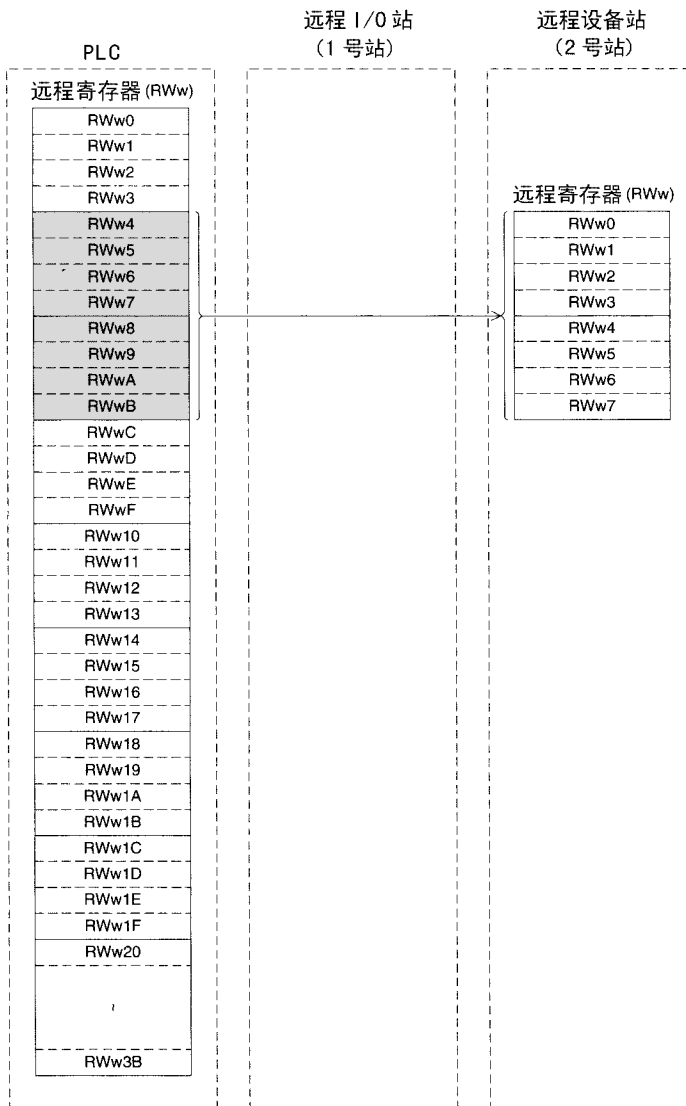 PLC
远程 I/O 站
(1 号站)
远程设备站
(2 号站)
远程寄存器(RWw)
RWw0
RWw1
RWw2
RWw3
RWw4
RWw5
RWw6
RWw7
RWw8
RWw9
RWwA
RWwB
RWwC
RWwD
RWwE
RWwF
RWw10
RWw11
RWw12
RWw13
RWw14
RWw15
RWw16
RWw17
RWw18
RWw19
RWw1A
RWw1B
RWw1C
RWw1D
RWw1E
RWw1F
RWw20
~
RWw3B
远程寄存器(RWw)
RWw0
RWw1
RWw2
RWw3
RWw4
RWw5
RWw6
RWw7